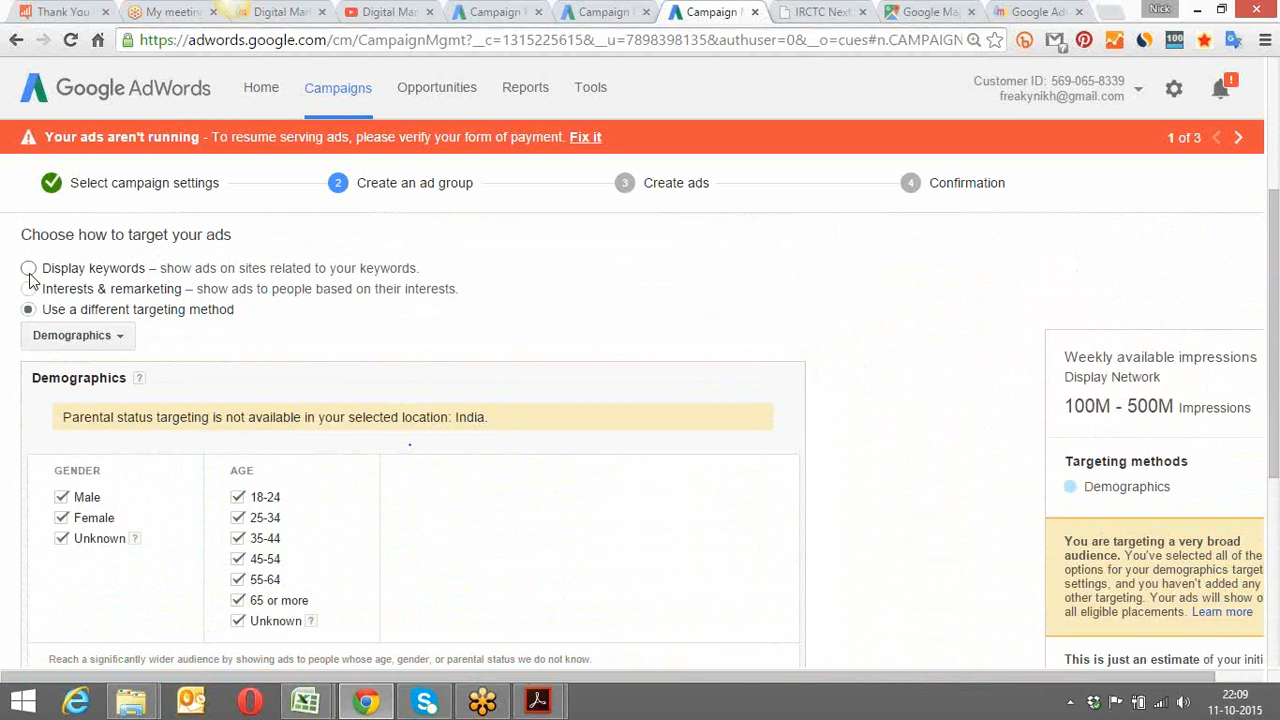 Thank You
My meetin
Digital Mar
Digital Mar
Campaign
Campaign
Campaign
IRCTC Next
Google Ma
Google Ad
Nick
https://adwords.google.com/cm/CampaignMgmt?__c=1315225615&__u=7898398135&authuser=0&__o=cues#n.CAMPAIGN
Google AdWords
Home
Campaigns
Opportunities
Reports
Tools
Customer ID: 569-065-8339
freakynikh@gmail.com
Your ads aren't running - To resume serving ads, please verify your form of payment. Fix it
1 of 3
Select campaign settings
2 Create an ad group
3 Create ads
4 Confirmation
Choose how to target your ads
Display keywords – show ads on sites related to your keywords.
Interests & remarketing – show ads to people based on their interests.
Use a different targeting method
Demographics
Demographics ?
Parental status targeting is not available in your selected location: India.
GENDER
Male
Female
Unknown ?
AGE
18-24
25-34
35-44
45-54
55-64
65 or more
Unknown ?
Reach a significantly wider audience by showing ads to people whose age, gender, or parental status we do not know.
Weekly available impressions
Display Network
100M - 500M Impressions
Targeting methods
Demographics
You are targeting a very broad
audience. You've selected all of the
options for your demographics target
settings, and you haven't added any
other targeting. Your ads will show o
all eligible placements. Learn more
This is just an estimate of your initi
22:09
11-10-2015